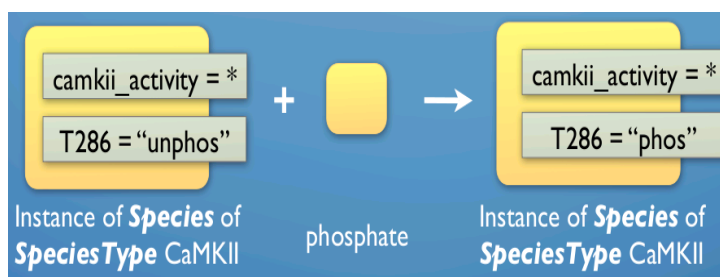 camkii_activity = *
T286 = “unphos”
+
→
camkii_activity = *
T286 = “phos”
Instance of Species of
SpeciesType CaMKII
phosphate
Instance of Species of
SpeciesType CaMKII